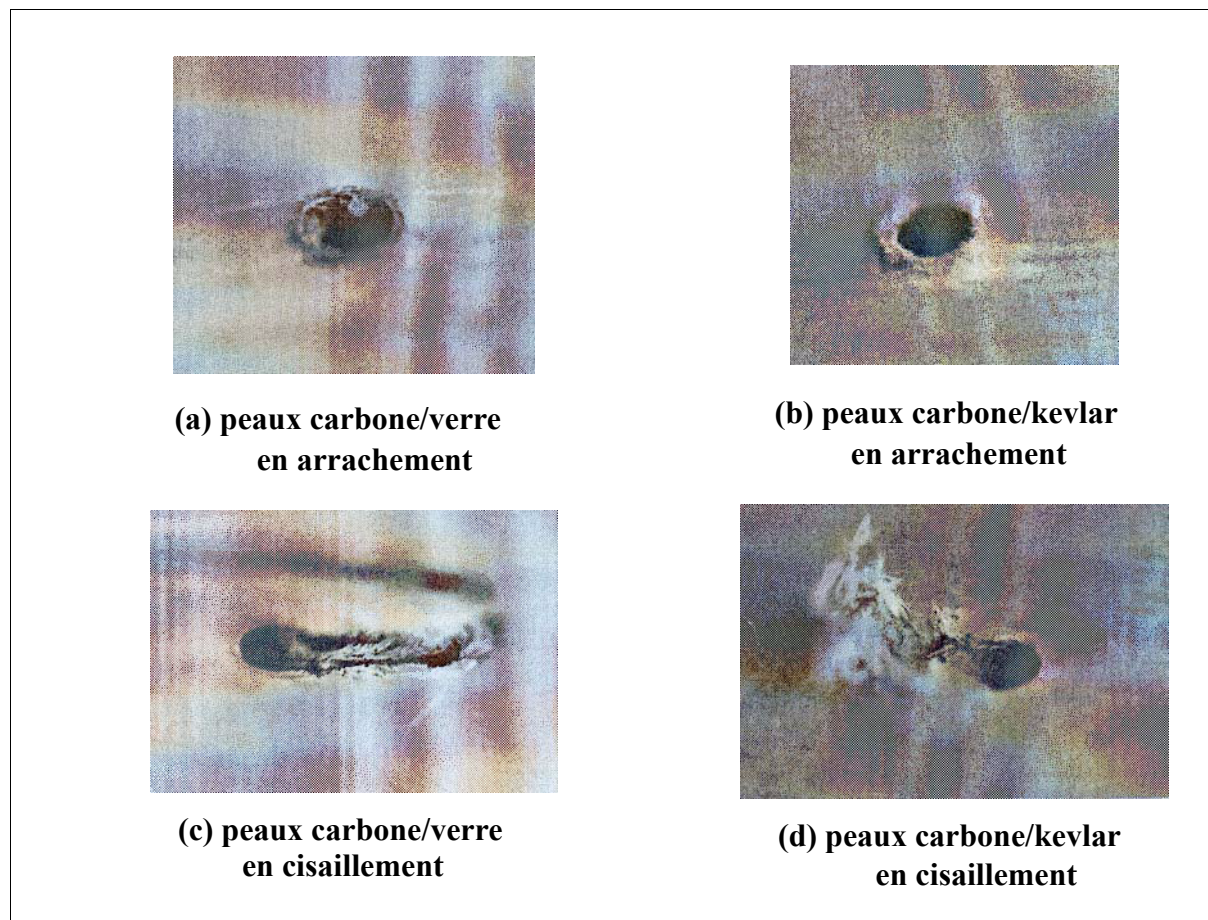 (a) peaux carbone/verre
en arrachement
(b) peaux carbone/kevlar
en arrachement
(c) peaux carbone/verre
en cisaillement
(d) peaux carbone/kevlar
en cisaillement